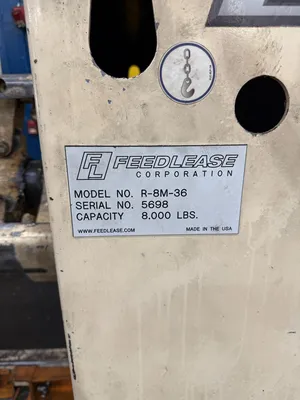 FL FEEDLEASE
CORPORATION
MODEL NO. R-8M-36
SERIAL NO. 5698
CAPACITY 8.000 LBS.
WWW.FEEDLEASE.COM MADE IN THE USA